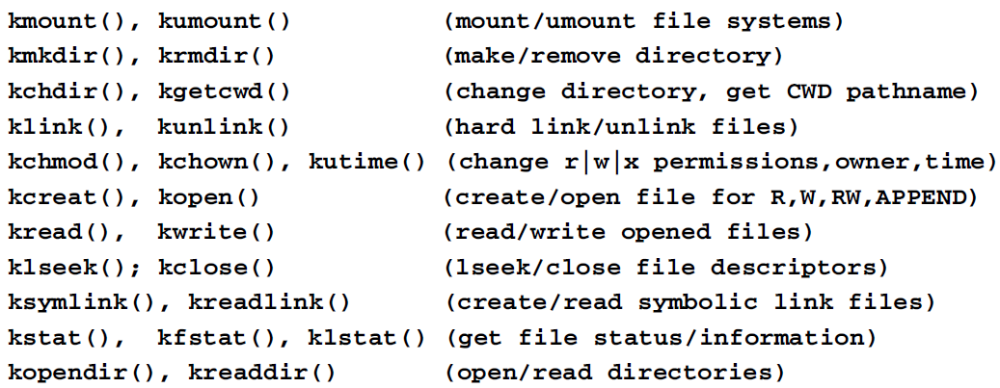 kmount(), kumount() (mount/umount file systems)
kmkdir(), krmdir() (make/remove directory)
kchdir(), kgetcwd() (change directory, get CWD pathname)
klink(), kunlink() (hard link/unlink files)
kchmod(), kchown(), kutime() (change r|w|x permissions,owner,time)
kcreat(), kopen() (create/open file for R,W,RW,APPEND)
kread(), kwrite() (read/write opened files)
klseek(); kclose() (lseek/close file descriptors)
ksymlink(), kreadlink() (create/read symbolic link files)
kstat(), kfstat(), klstat() (get file status/information)
kopendir(), kreaddir() (open/read directories)